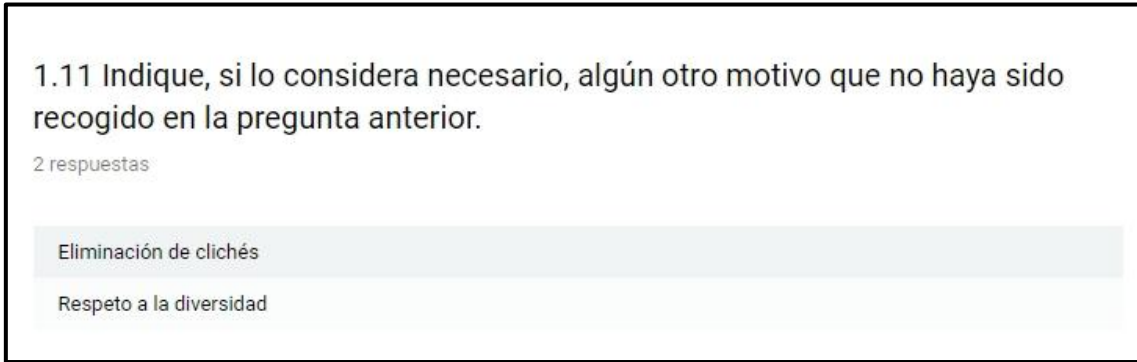 1.11 Indique, si lo considera necesario, algún otro motivo que no haya sido
recogido en la pregunta anterior.
2 respuestas
Eliminación de clichés
Respeto a la diversidad